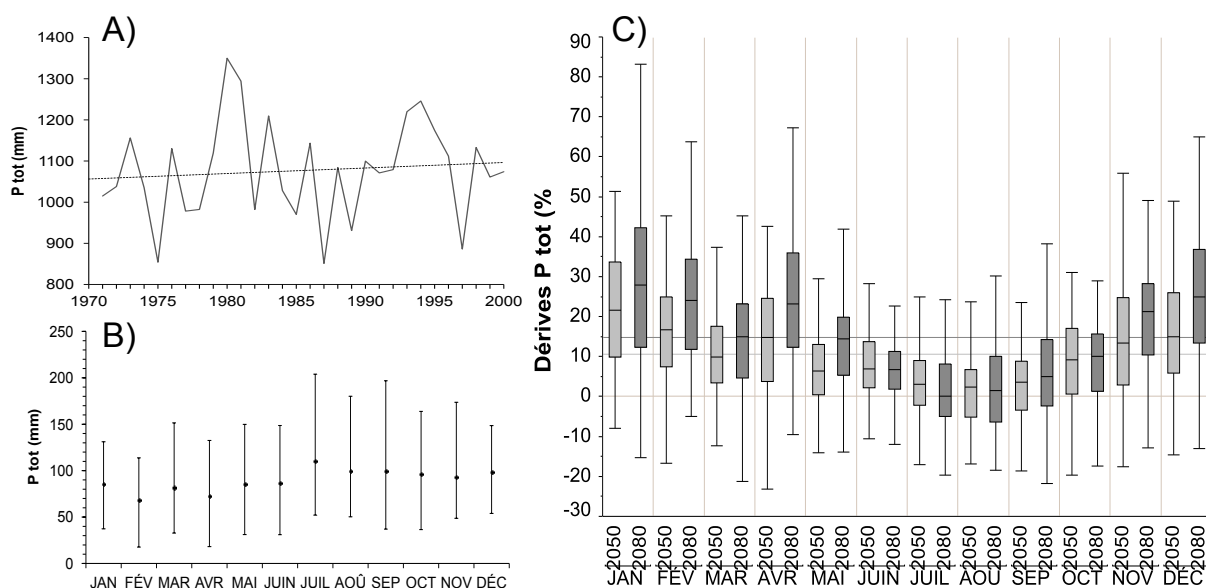 A)
1400
1300
1200
1100
1000
900
800
P tot (mm)
1970 1975 1980 1985 1990 1995 2000
B)
250
200
150
100
50
0
P tot (mm)
JAN FÉV MAR AVR MAI JUIN JUIL AOÛ SEP OCT NOV DÉC
C)
90
80
70
60
50
40
30
20
10
0
-10
-20
-30
Dérives P tot (%
2050 2080 2050 2080 2050 2080 2050 2080 2050 2080 2050 2080 2050 2080 2050 2080 2050 2080 2050 2080 2050 2080 2050 2080
JAN FÉV MAR AVR MAI JUIN JUIL AOU SEP OCT NOV DÉC